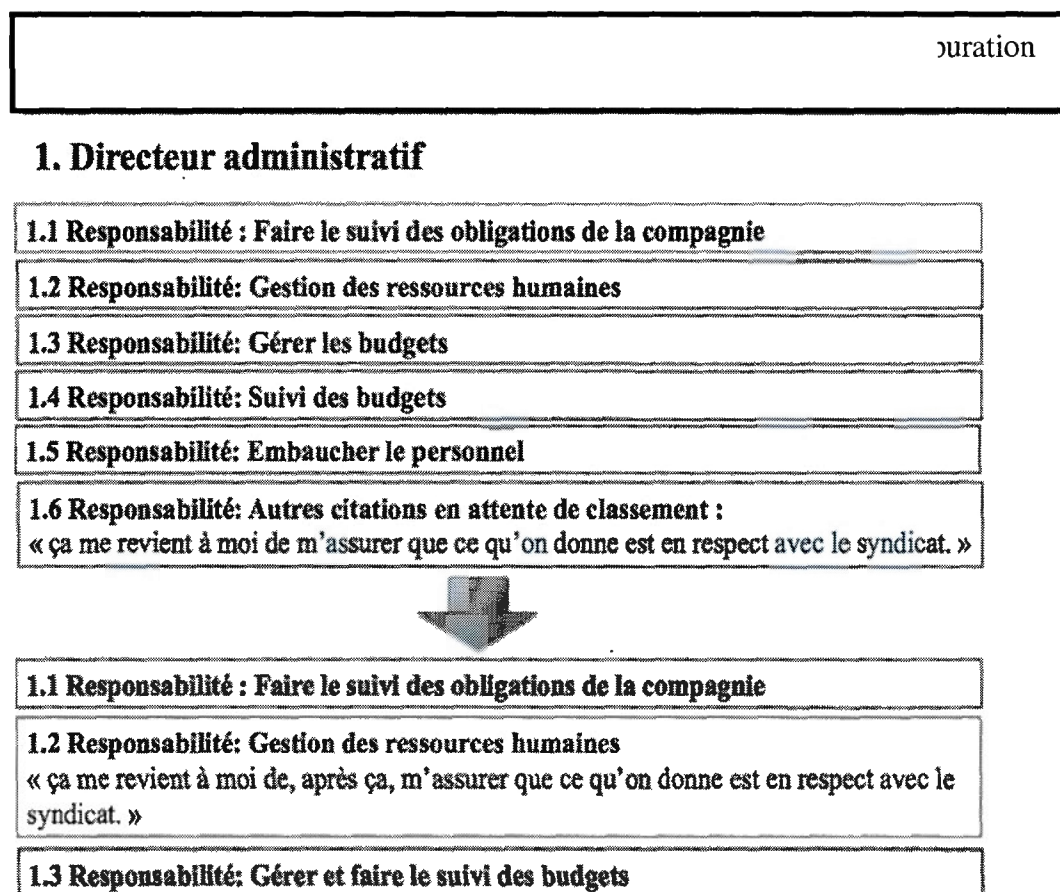 1. Directeur administratif
1.1 Responsabilité : Faire le suivi des obligations de la compagnie
1.2 Responsabilité: Gestion des ressources humaines
1.3 Responsabilité: Gérer les budgets
1.4 Responsabilité: Suivi des budgets
1.5 Responsabilité: Embaucher le personnel
1.6 Responsabilité: Autres citations en attente de classement :
« ça me revient à moi de m'assurer que ce qu'on donne est en respect avec le syndicat. »
1.1 Responsabilité : Faire le suivi des obligations de la compagnie
1.2 Responsabilité: Gestion des ressources humaines
« ça me revient à moi de, après ça, m'assurer que ce qu'on donne est en respect avec le
syndicat. »
1.3 Responsabilité: Gérer et faire le suivi des budgets